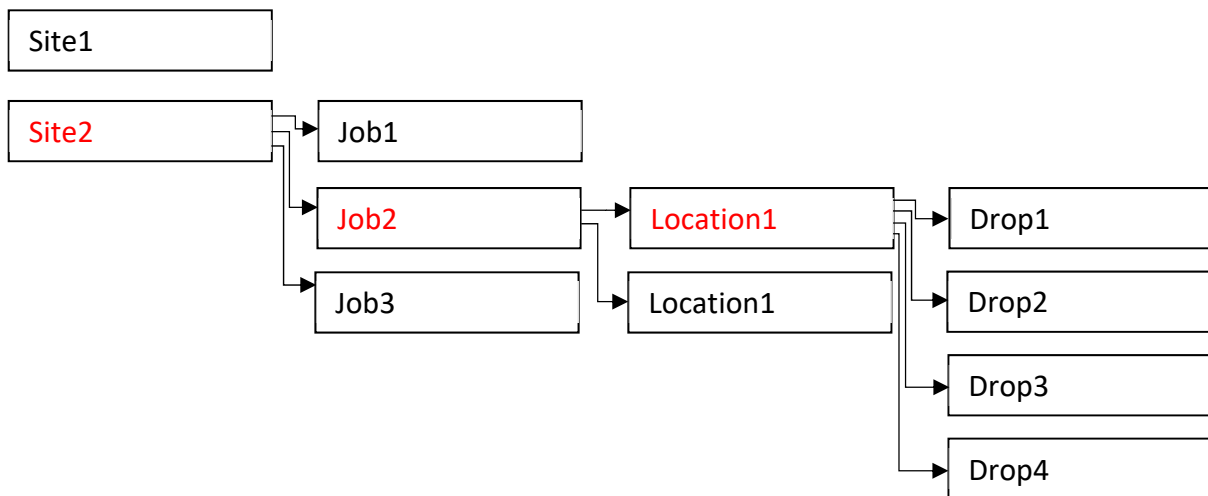 Site1
Site2
Job1
Job2
Location1
Drop1
Job3
Location1
Drop2
Drop3
Drop4